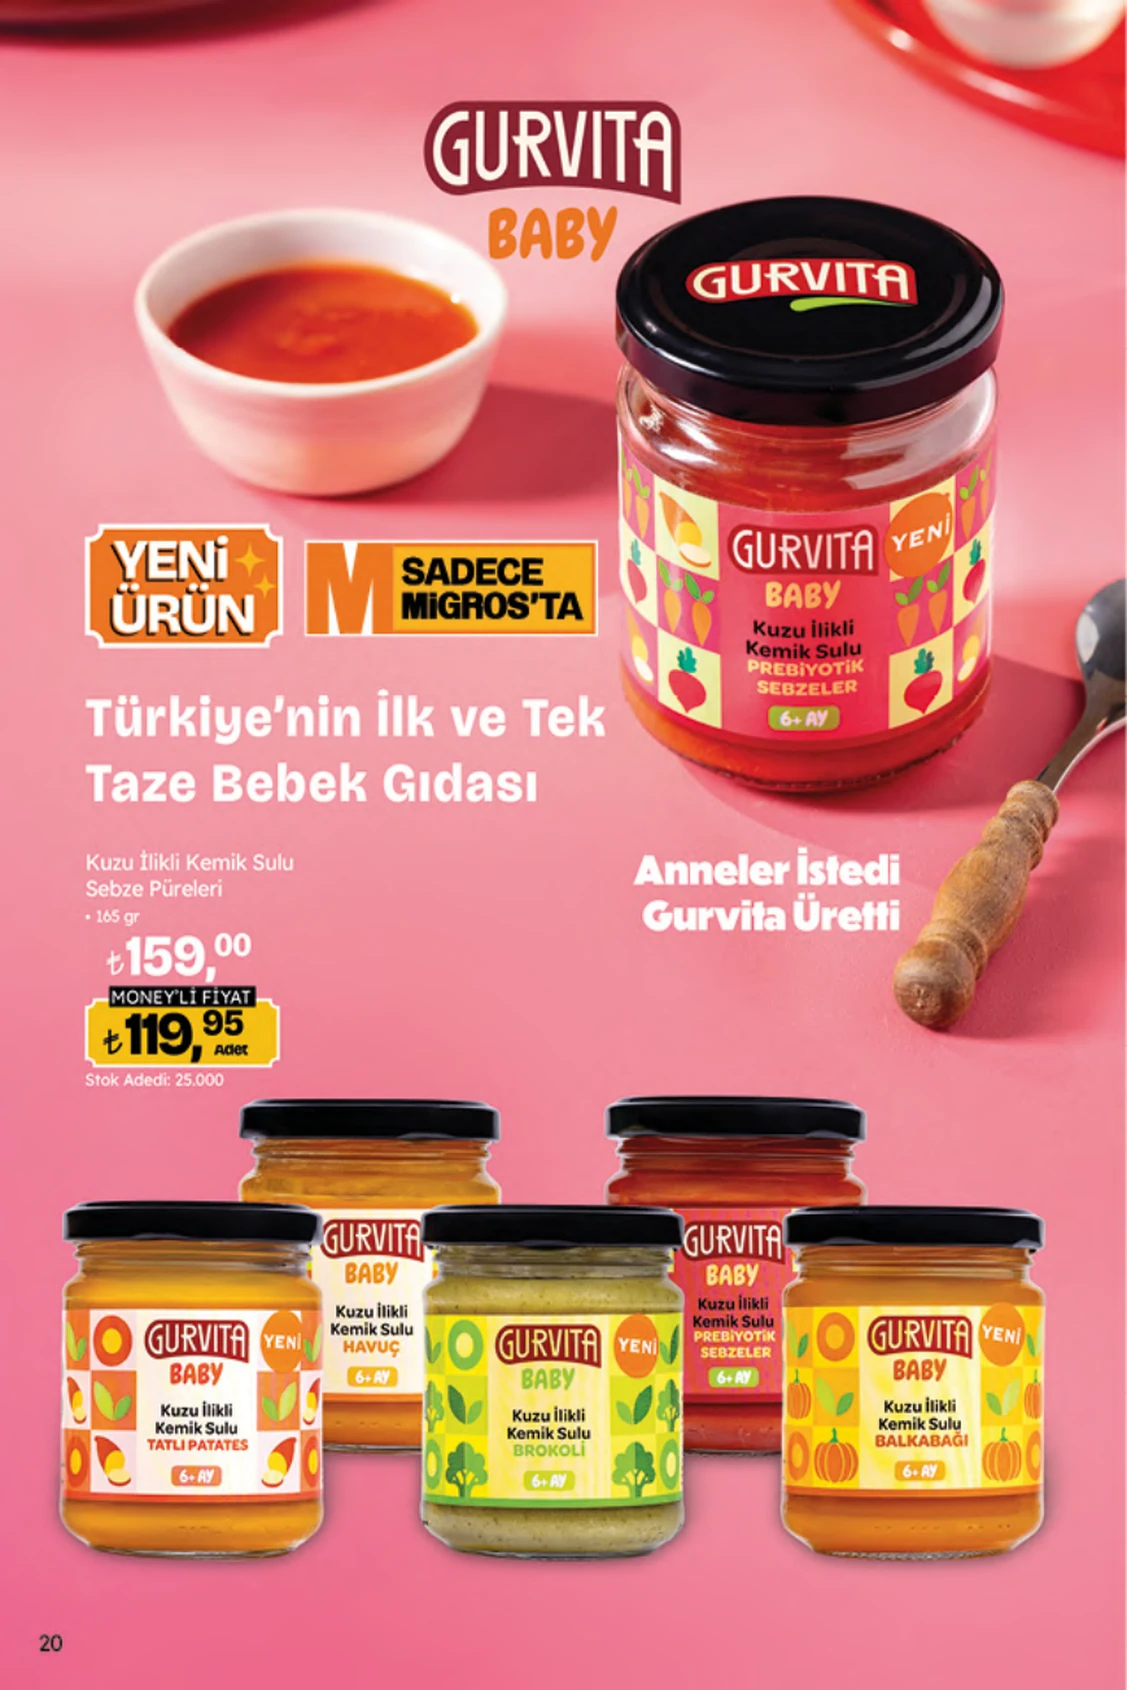 GURVITA
BABY
GURVITA
GURVITA
YENİ
BABY
Kuzu İlikli
Kemik Sulu
PREBİYOTİK
SEBZELER
6+ AY
YENİ
ÜRÜN
M SADECE
MİGROS'TA
Türkiye'nin İlk ve Tek
Taze Bebek Gıdası
Kuzu İlikli Kemik Sulu
Sebze Püreleri
• 165 gr
₺159,00
MONEY'Lİ FİYAT
₺119,95
Adet
Stok Adedi: 25.000
Anneler İstedi
Gurvita Üretti
GURVITA
BABY
Kuzu İlikli
Kemik Sulu
HAVUÇ
6+ AY
GURVITA
BABY
Kuzu İlikli
Kemik Sulu
PREBİYOTİK
SEBZELER
6+ AY
GURVITA
YENİ
BABY
Kuzu İlikli
Kemik Sulu
TATLI PATATES
6+ AY
GURVITA
YENİ
BABY
Kuzu İlikli
Kemik Sulu
BROKOLİ
6+ AY
GURVITA
YENİ
BABY
Kuzu İlikli
Kemik Sulu
BALKABAĞI
6+ AY
20